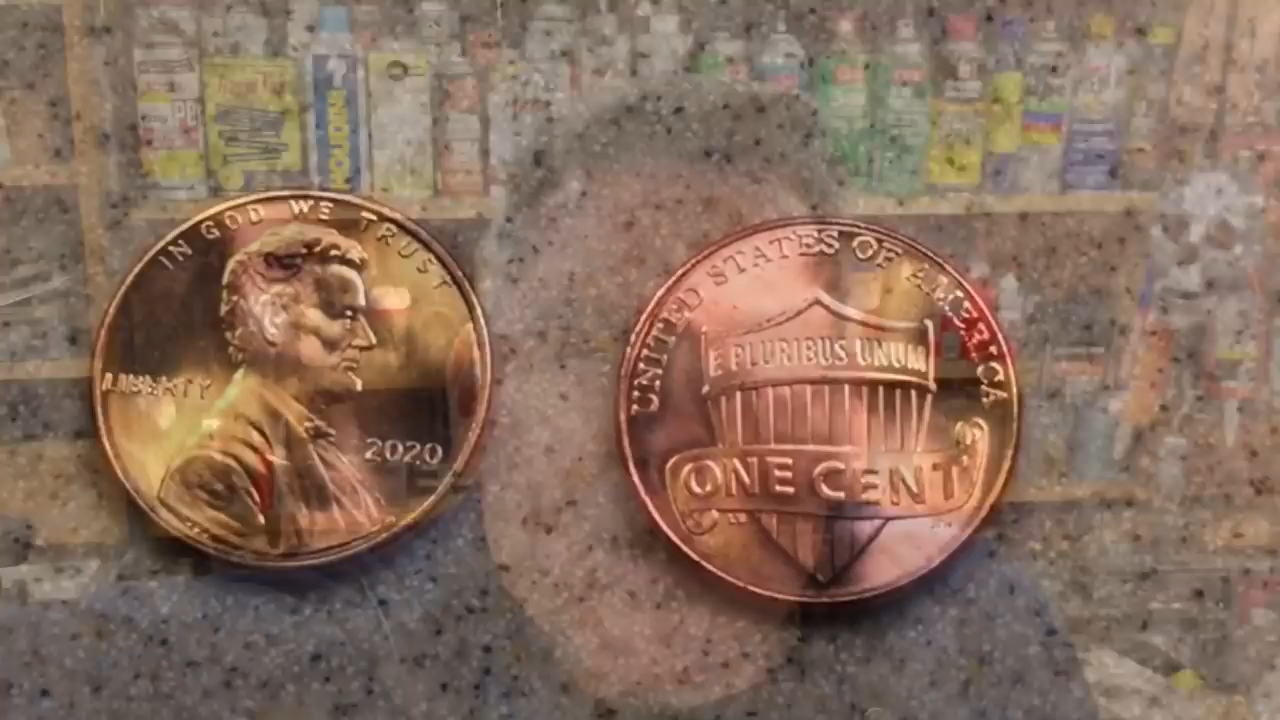 IN GOD WE TRUST
LIBERTY
2020
UNITED STATES OF AMERICA
E PLURIBUS UNUM
ONE CENT